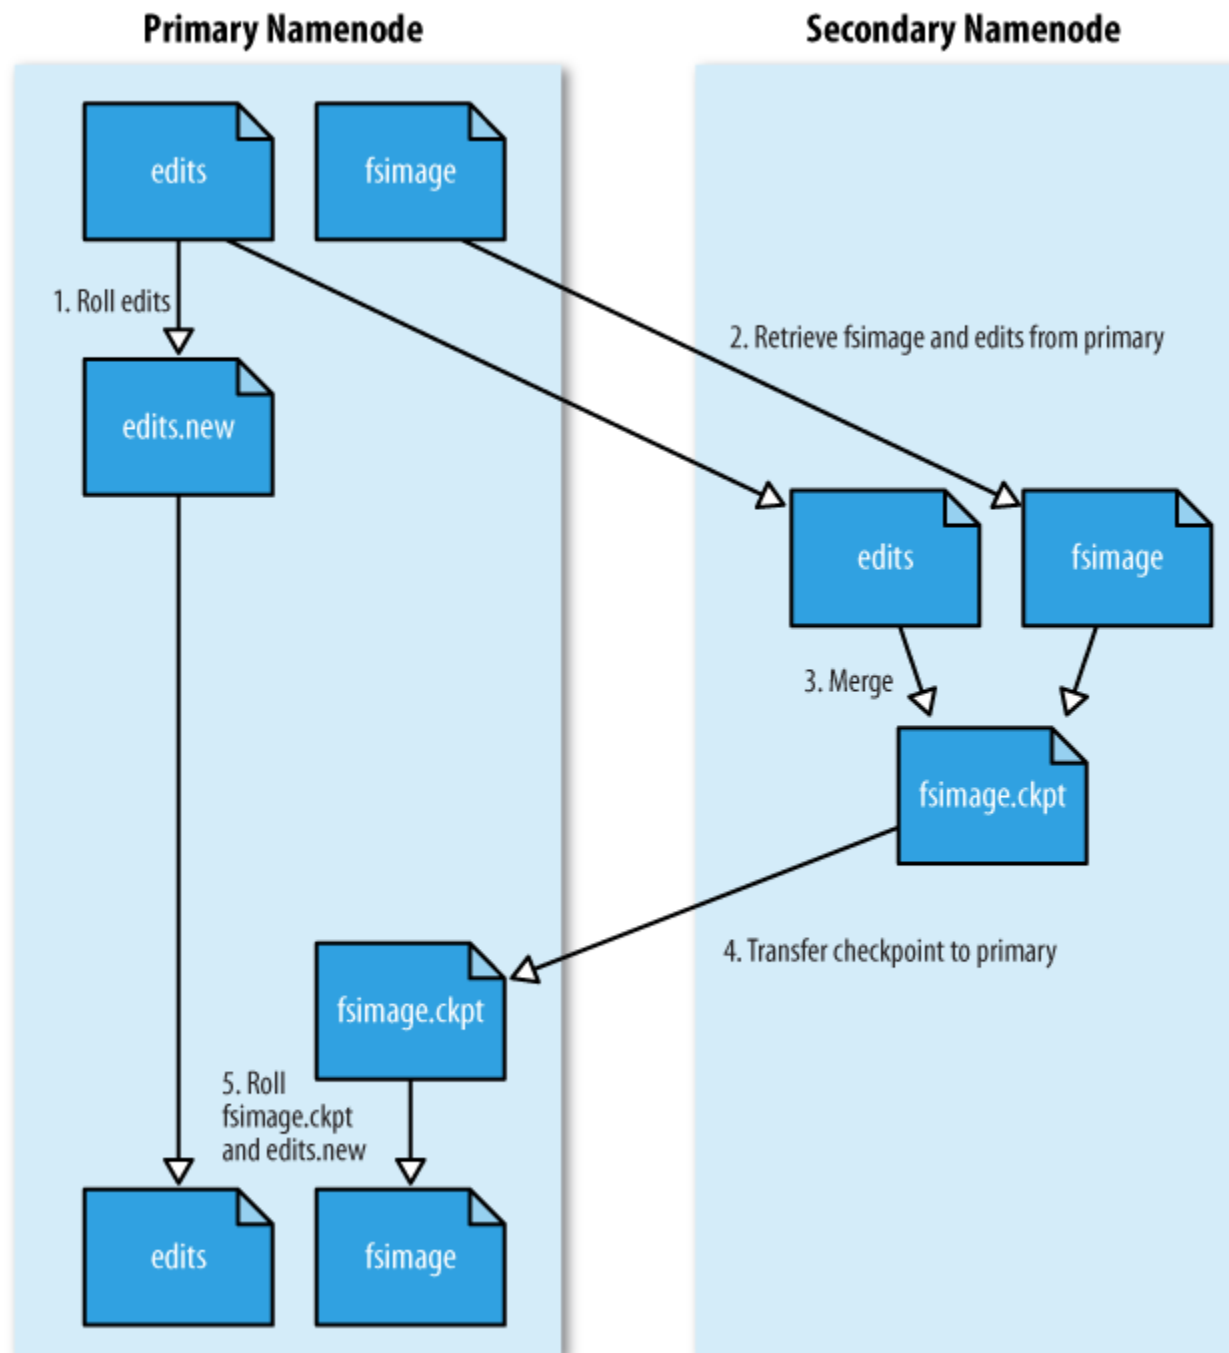 Primary Namenode
Secondary Namenode
edits
fsimage
1. Roll edits
2. Retrieve fsimage and edits from primary
edits.new
edits
fsimage
3. Merge
fsimage.ckpt
4. Transfer checkpoint to primary
fsimage.ckpt
5. Roll
fsimage.ckpt
and edits.new
edits
fsimage